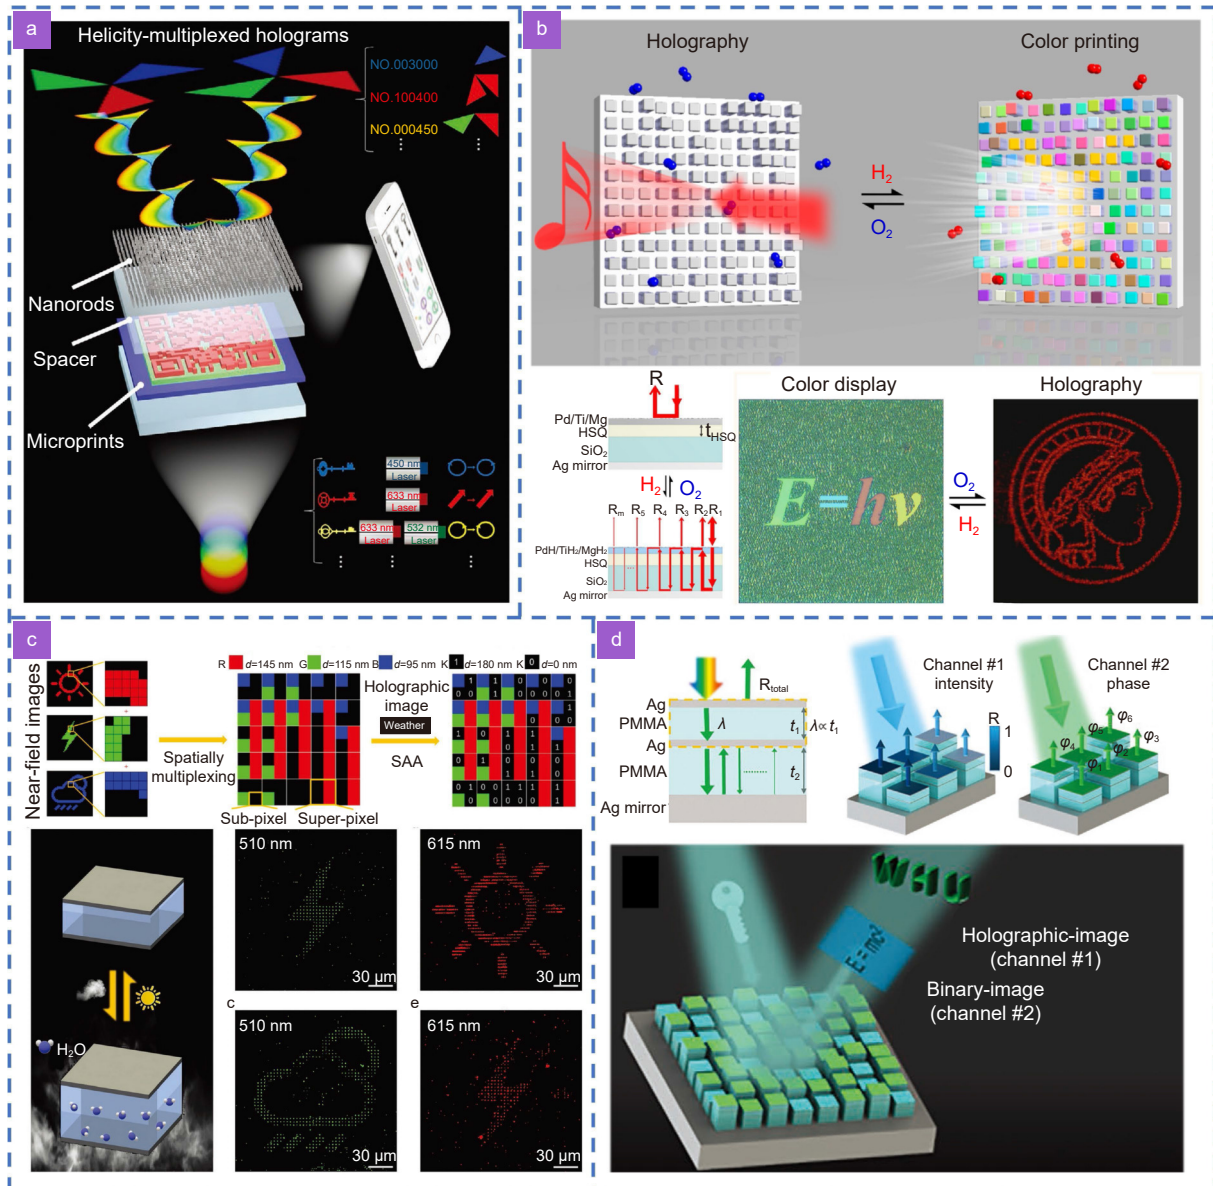 a
Helicity-multiplexed holograms
NO.003000
NO.100400
NO.000450
Nanorods
Spacer
Microprints
450 nm
Laser
633 nm
Laser
633 nm
Laser
532 nm
Laser
b
Holography
Color printing
H₂
O₂
R
Pd/Ti/Mg
HSQ
t_HSQ
SiO₂
Ag mirror
H₂
O₂
Rₘ R₅ R₄ R₃ R₂ R₁
PdH/TiH₂/MgH₂
HSQ
SiO₂
Ag mirror
Color display
E=hν
O₂
H₂
Holography
c
Near-field images
R d=145 nm G d=115 nm B d=95 nm K 1 d=180 nm K 0 d=0 nm
Spatially
multiplexing
Holographic
image
Weather
SAA
Sub-pixel
Super-pixel
H₂O
510 nm
30 μm
615 nm
30 μm
c
510 nm
30 μm
e
615 nm
30 μm
d
R_total
Ag
PMMA
λ
t₁
λ∝t₁
Ag
PMMA
t₂
Ag mirror
Channel #1
intensity
R
1
0
Channel #2
phase
φ₆
φ₅
φ₄
φ₃
φ₂
φ₁
WHU
E=mc²
Holographic-image
(channel #1)
Binary-image
(channel #2)